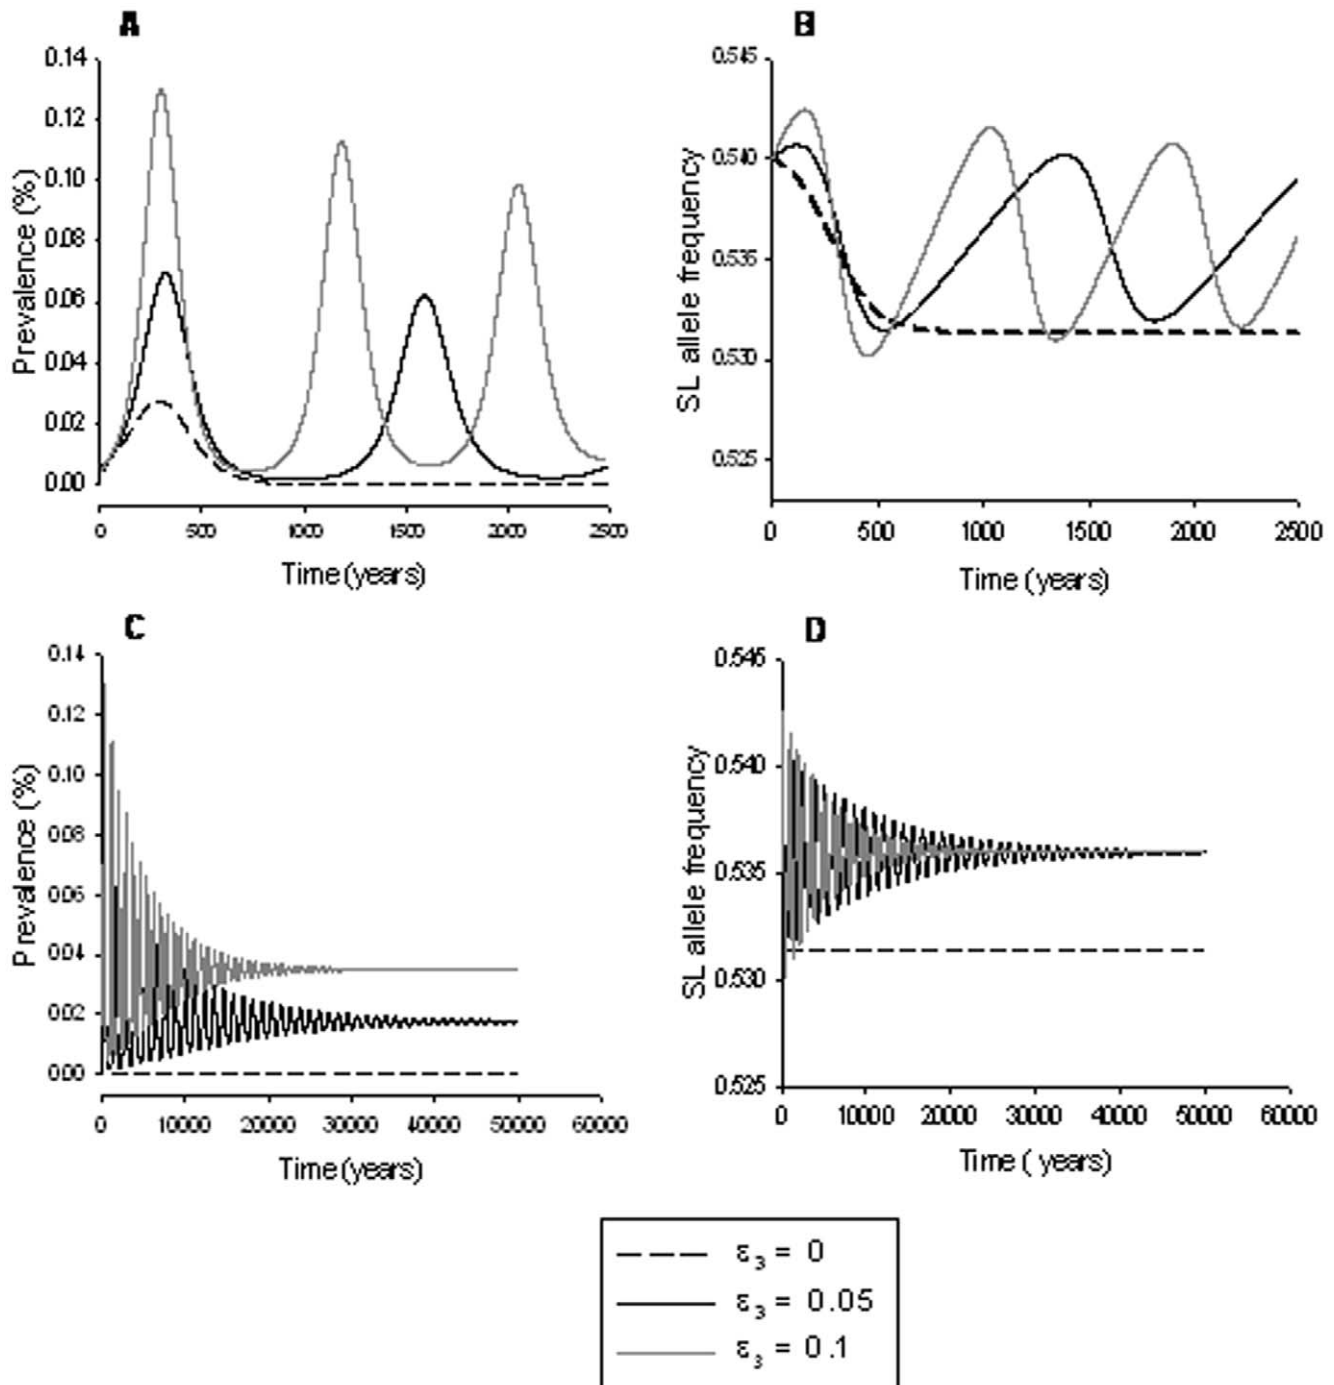 A
B
Prevalence (%)
0.14
0.12
0.10
0.08
0.06
0.04
0.02
0.00
0 500 1000 1500 2000 2500
Time (years)
SL allele frequency
0.545
0.540
0.535
0.530
0.525
0 500 1000 1500 2000 2500
Time (years)
C
D
Prevalence (%)
0.14
0.12
0.10
0.08
0.06
0.04
0.02
0.00
0 10000 20000 30000 40000 50000 60000
Time (years)
SL allele frequency
0.545
0.540
0.535
0.530
0.525
0 10000 20000 30000 40000 50000 60000
Time ( years)
ε₃ = 0
ε₃ = 0.05
ε₃ = 0.1